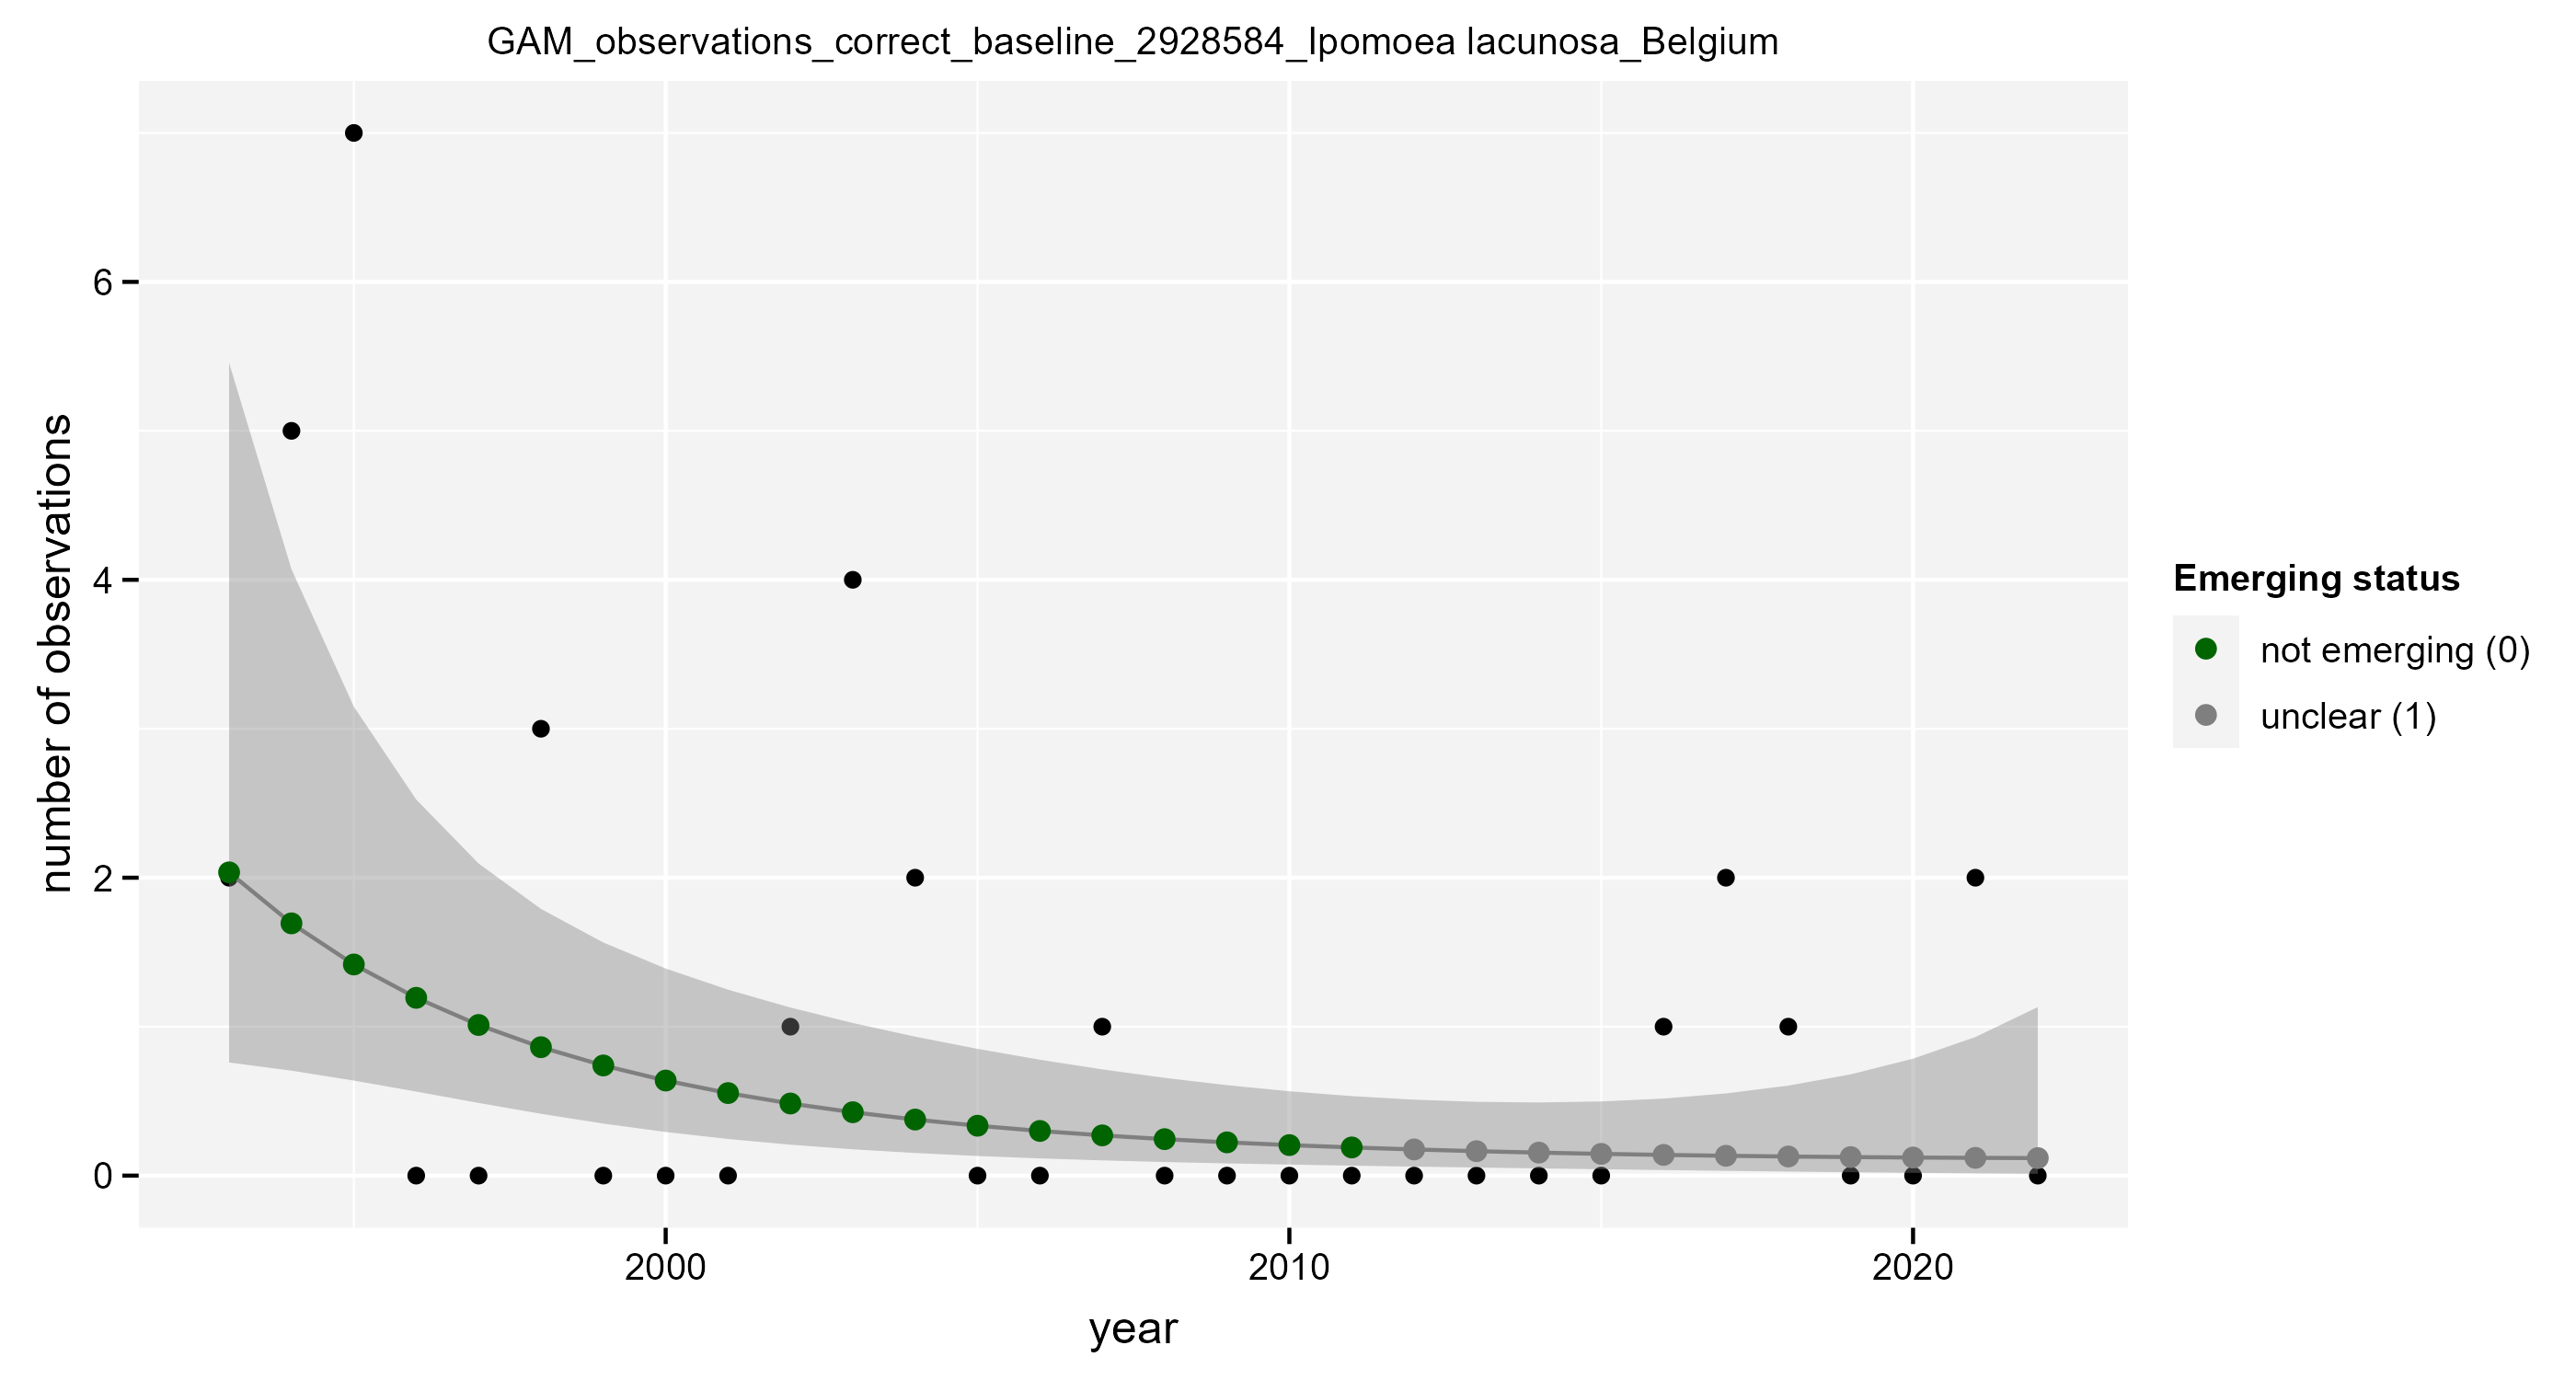 GAM_observations_correct_baseline_2928584_Ipomoea lacunosa_Belgium
number of observations
6
4
2
0
2000
2010
2020
year
Emerging status
not emerging (0)
unclear (1)